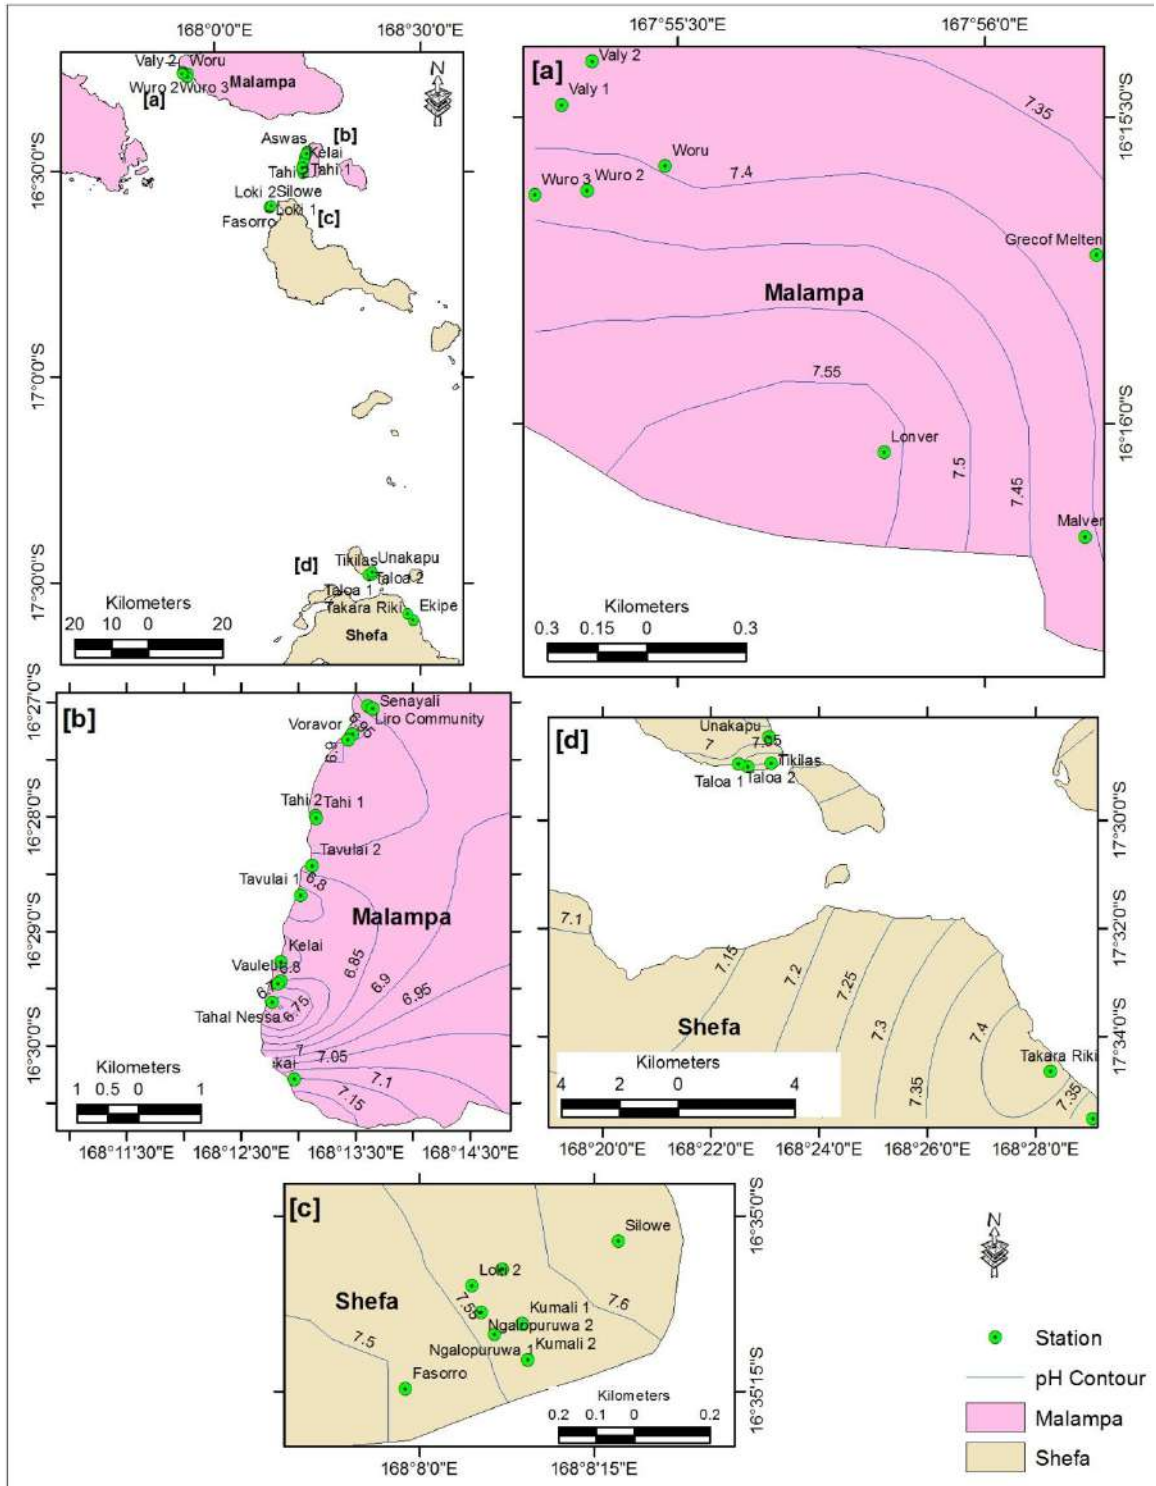 168°0'0"E
168°30'0"E
Valy 2
Woru
Wuro 2
Wuro 3
Malampa
[a]
N
Aswas
[b]
Kelai
Tahi 2
Tahi 1
Loki 2
Silowe
Loki 1
Fasorro
[c]
16°30'0"S
17°0'0"S
17°30'0"S
[d]
Tikilas
Unakapu
Taloa 1
Taloa 2
Takara Riki
Ekipe
Shefa
Kilometers
20 10 0 20
167°55'30"E
167°56'0"E
[a]
Valy 2
Valy 1
7.35
16°15'30"S
Woru
7.4
Wuro 3
Wuro 2
Grecof Melten
Malampa
7.55
16°16'0"S
Lonver
7.5
7.45
Malver
Kilometers
0.3 0.15 0 0.3
[b]
16°27'0"S
Senayali
Liro Community
Voravor
6.95
6.9
16°28'0"S
Tahi 2
Tahi 1
Tavulai 2
Tavulai 1
6.8
Malampa
16°29'0"S
Kelai
6.8
6.85
6.9
6.95
6.75
Tahal Nessa
16°30'0"S
7
7.05
7.1
7.15
Kilometers
1 0.5 0 1
168°11'30"E
168°12'30"E
168°13'30"E
168°14'30"E
[d]
Unakapu
7
7.05
Tikilas
Taloa 1
Taloa 2
17°30'0"S
7.1
17°32'0"S
7.15
7.2
7.25
7.3
Shefa
7.4
17°34'0"S
Takara Riki
7.35
7.35
Kilometers
4 2 0 4
168°20'0"E
168°22'0"E
168°24'0"E
168°26'0"E
168°28'0"E
[c]
16°35'0"S
Silowe
Loki 2
Shefa
7.55
7.6
Kumali 1
Ngalopuruwa 2
7.5
Ngalopuruwa 1
Kumali 2
Fasorro
16°35'15"S
Kilometers
0.2 0.1 0 0.2
168°8'0"E
168°8'15"E
N
Station
pH Contour
Malampa
Shefa